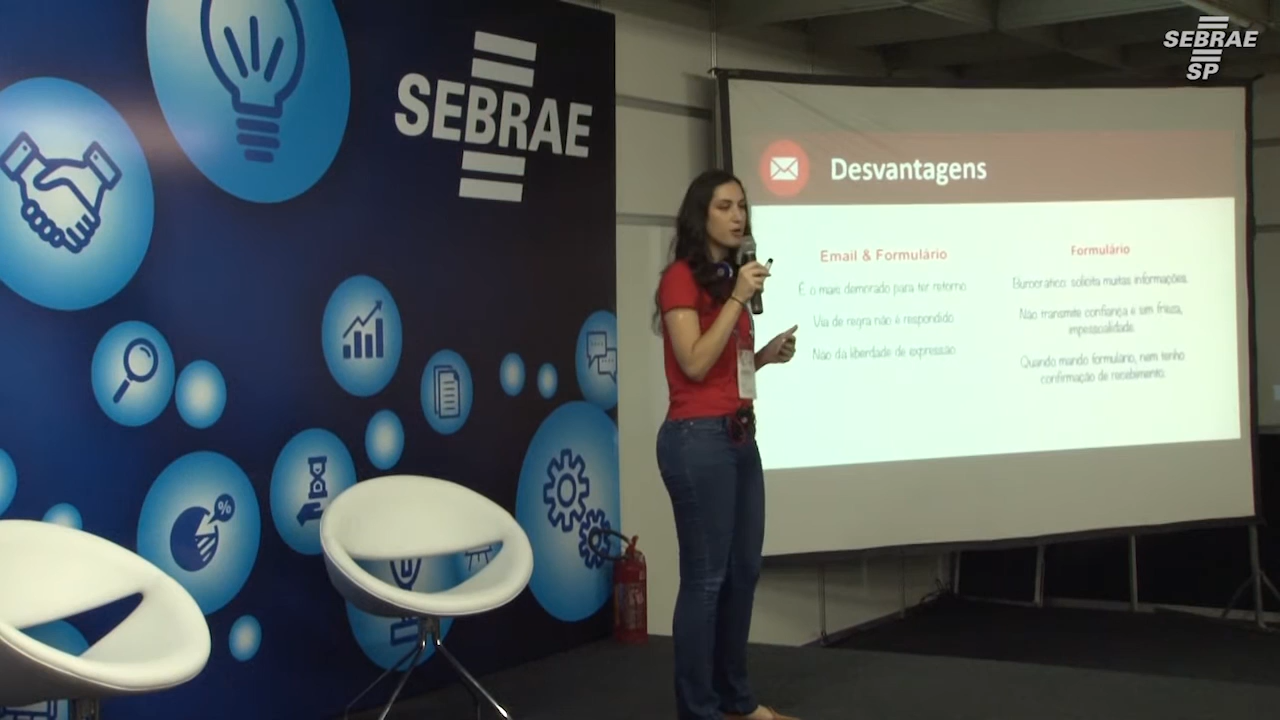 SEBRAE
SEBRAE
SP
Desvantagens
Email & Formulário
É o mais demorado para ter retorno
Via de regra não é respondido
Não da liberdade de expressão
Formulário
Burocrático: solicita muitas informações.
Não transmite confiança e sim frieza,
impessoalidade.
Quando mando formulário, nem tenho
confirmação de recebimento.
%